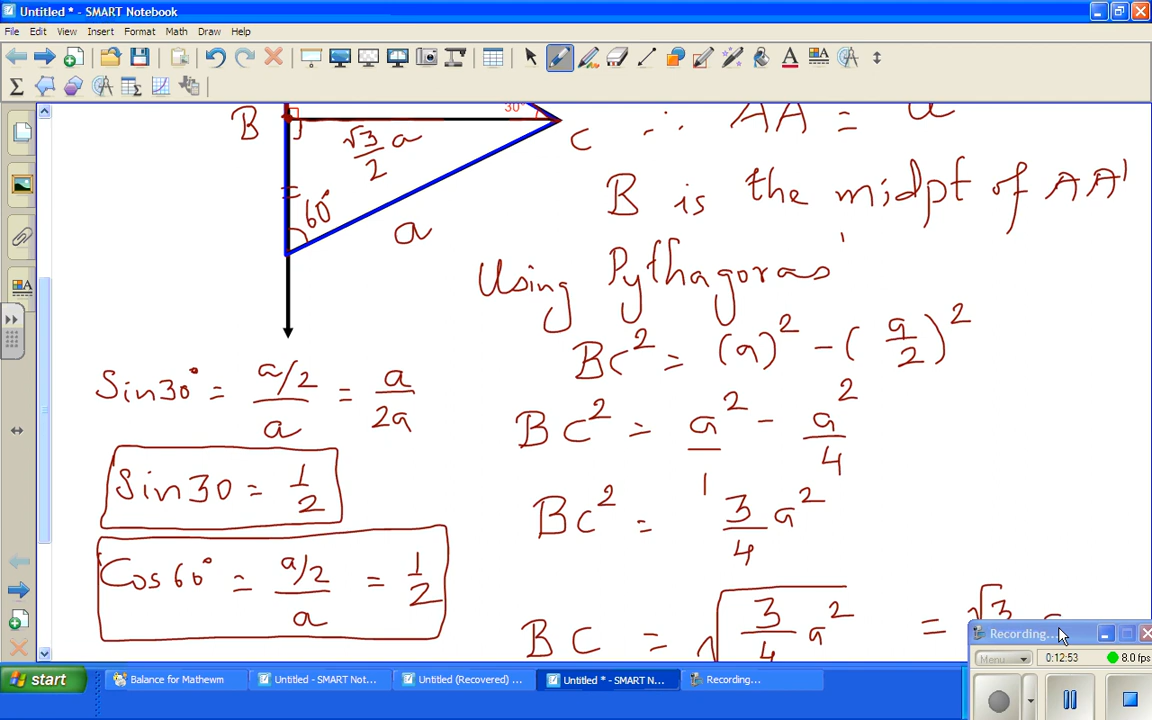 Untitled * - SMART Notebook
File Edit View Insert Format Math Draw Help
30°
B
√3/2 a
C
60°
a
∴ AA = a
B is the midpt of AA'
Using Pythagoras'
BC² = (a)² - (a/2)²
BC² = a²/1 - a²/4
BC² = 3/4 a²
BC = √(3/4 a²) = √3
Sin30° = a/2 / a = a/2a
Sin30 = 1/2
Cos60° = a/2 / a = 1/2
Recording...
Menu
0:12:53
8.0 fps
start
Balance for Mathewm
Untitled - SMART Not...
Untitled (Recovered) - ...
Untitled * - SMART N...
Recording...